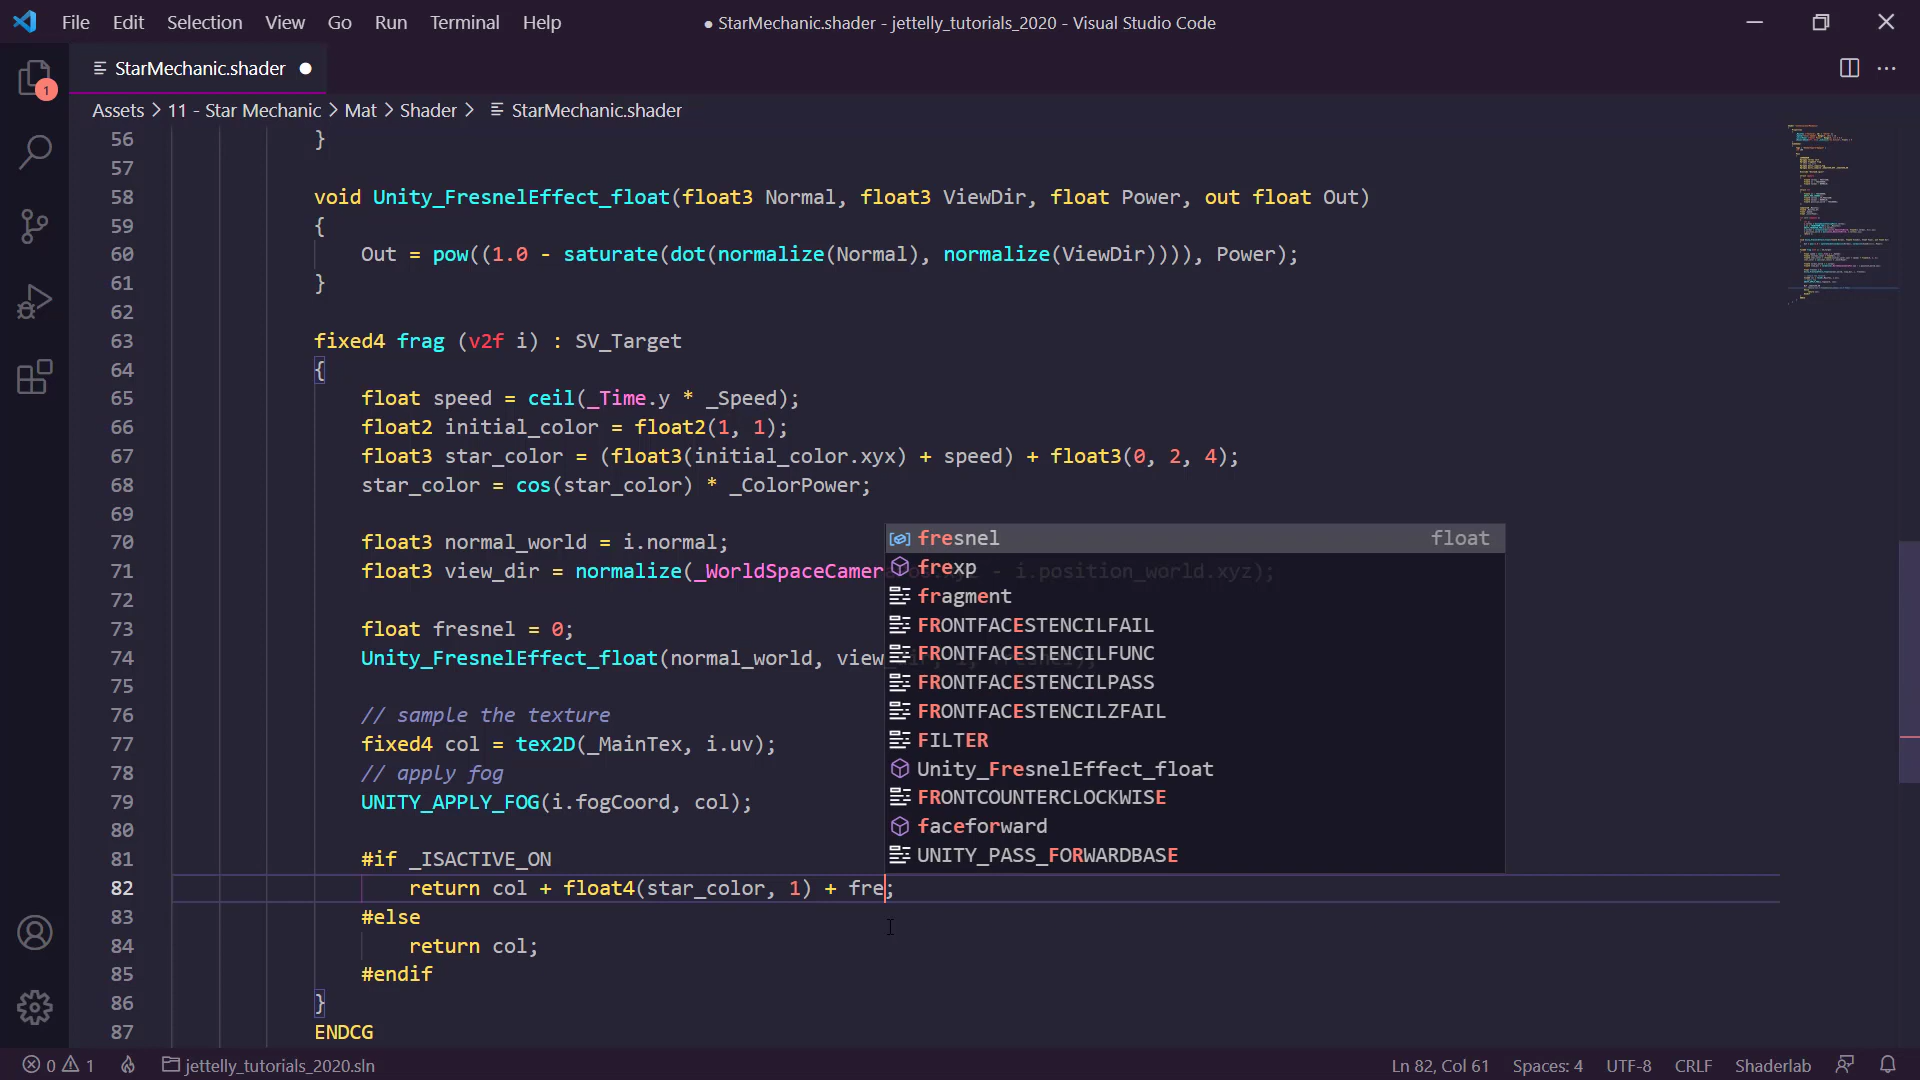 File Edit Selection View Go Run Terminal Help ● StarMechanic.shader - jettelly_tutorials_2020 - Visual Studio Code
StarMechanic.shader
1
Assets > 11 - Star Mechanic > Mat > Shader > StarMechanic.shader
56 }
57
58 void Unity_FresnelEffect_float(float3 Normal, float3 ViewDir, float Power, out float Out)
59 {
60 Out = pow((1.0 - saturate(dot(normalize(Normal), normalize(ViewDir)))), Power);
61 }
62
63 fixed4 frag (v2f i) : SV_Target
64 {
65 float speed = ceil(_Time.y * _Speed);
66 float2 initial_color = float2(1, 1);
67 float3 star_color = (float3(initial_color.xyx) + speed) + float3(0, 2, 4);
68 star_color = cos(star_color) * _ColorPower;
69
70 float3 normal_world = i.normal;
71 float3 view_dir = normalize(_WorldSpaceCamer - i.position_world.xyz);
72
73 float fresnel = 0;
74 Unity_FresnelEffect_float(normal_world, view
75
76 // sample the texture
77 fixed4 col = tex2D(_MainTex, i.uv);
78 // apply fog
79 UNITY_APPLY_FOG(i.fogCoord, col);
80
81 #if _ISACTIVE_ON
82 return col + float4(star_color, 1) + fre;
83 #else
84 return col;
85 #endif
86 }
87 ENDCG
fresnel float
frexp
fragment
FRONTFACESTENCILFAIL
FRONTFACESTENCILFUNC
FRONTFACESTENCILPASS
FRONTFACESTENCILZFAIL
FILTER
Unity_FresnelEffect_float
FRONTCOUNTERCLOCKWISE
faceforward
UNITY_PASS_FORWARDBASE
0 1 jettelly_tutorials_2020.sln Ln 82, Col 61 Spaces: 4 UTF-8 CRLF Shaderlab